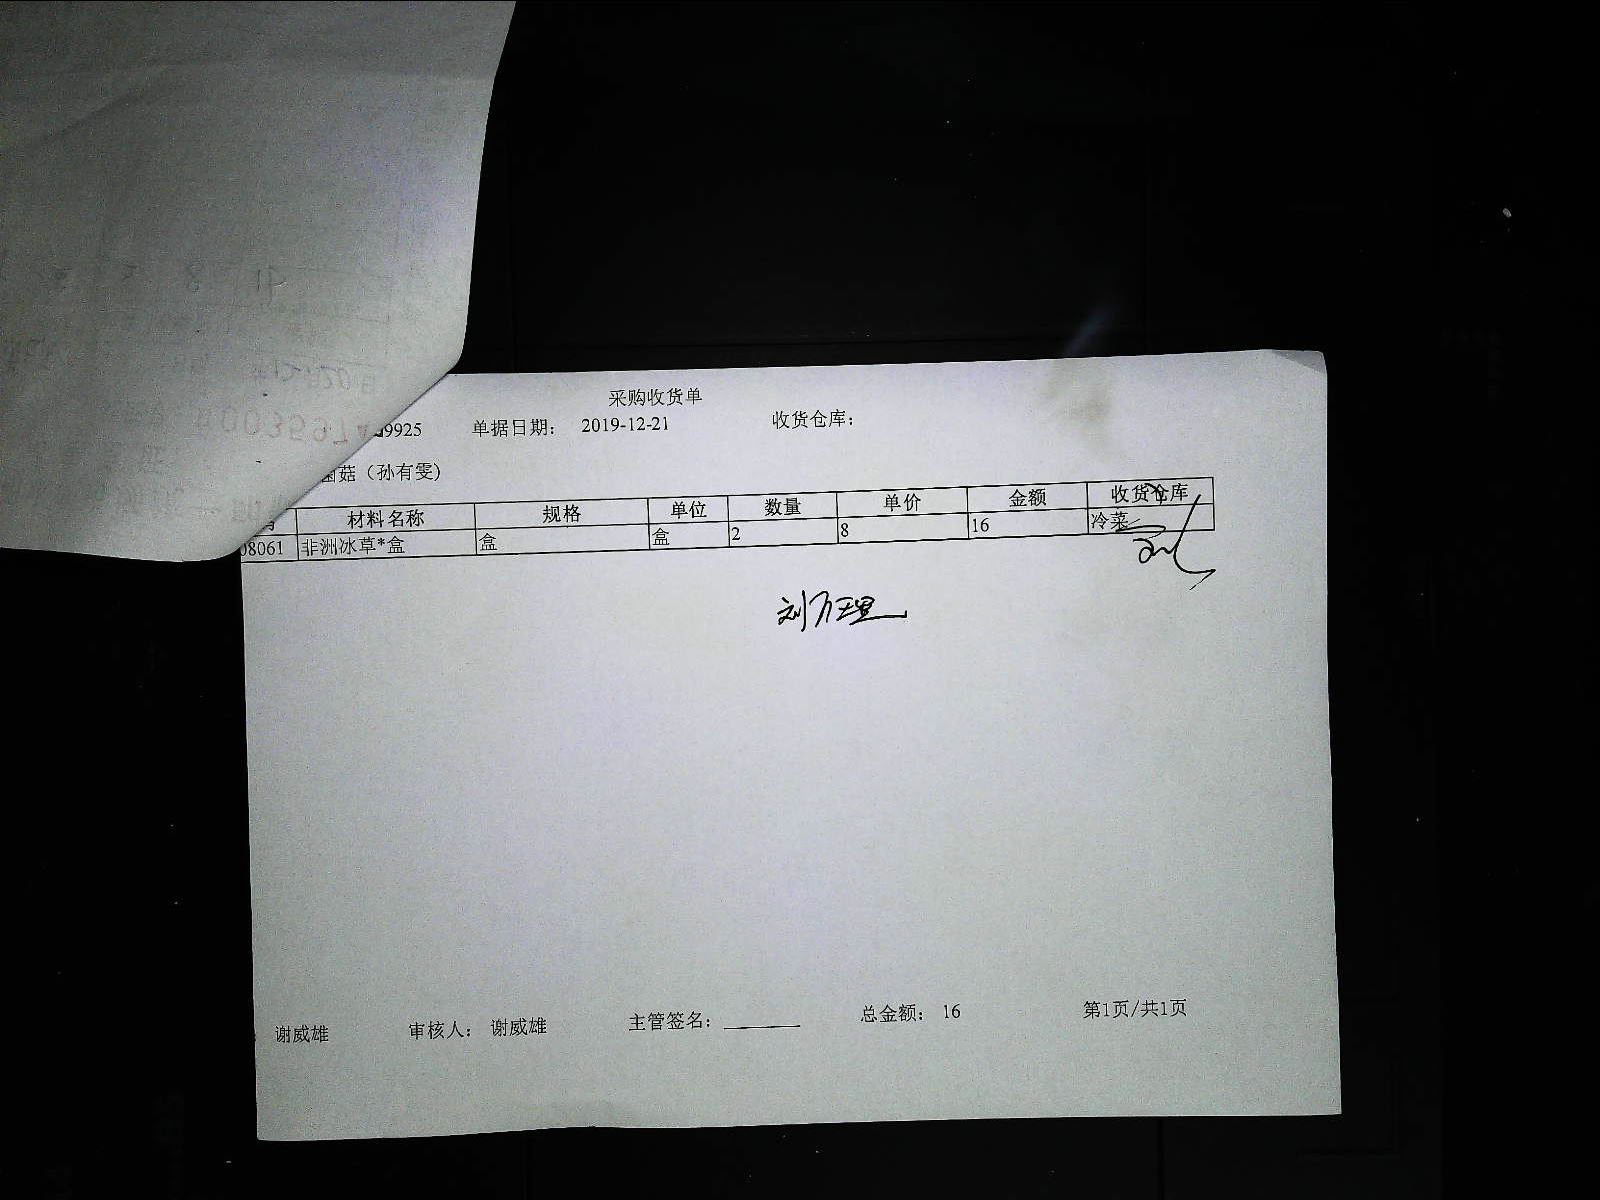 采购收货单
9925 单据日期： 2019-12-21 收货仓库：
菌菇（孙有雯）
材料名称 规格 单位 数量 单价 金额 收货仓库
08061 非洲冰草*盒 盒 盒 2 8 16 冷菜
刘万理
谢威雄 审核人： 谢威雄 主管签名： 总金额： 16 第1页/共1页